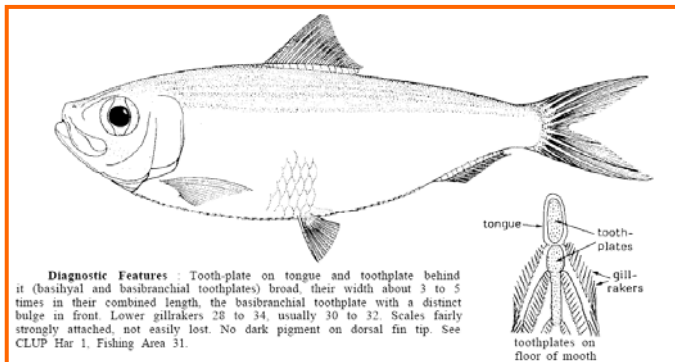 Diagnostic Features : Tooth-plate on tongue and toothplate behind
it (basihyal and basibranchial toothplates) broad, their width about 3 to 5
times in their combined length, the basibranchial toothplate with a distinct
bulge in front. Lower gillrakers 28 to 34, usually 30 to 32. Scales fairly
strongly attached, not easily lost. No dark pigment on dorsal fin tip. See
CLUP Har 1, Fishing Area 31.
tongue
tooth-
plates
gill-
rakers
toothplates on
floor of mooth